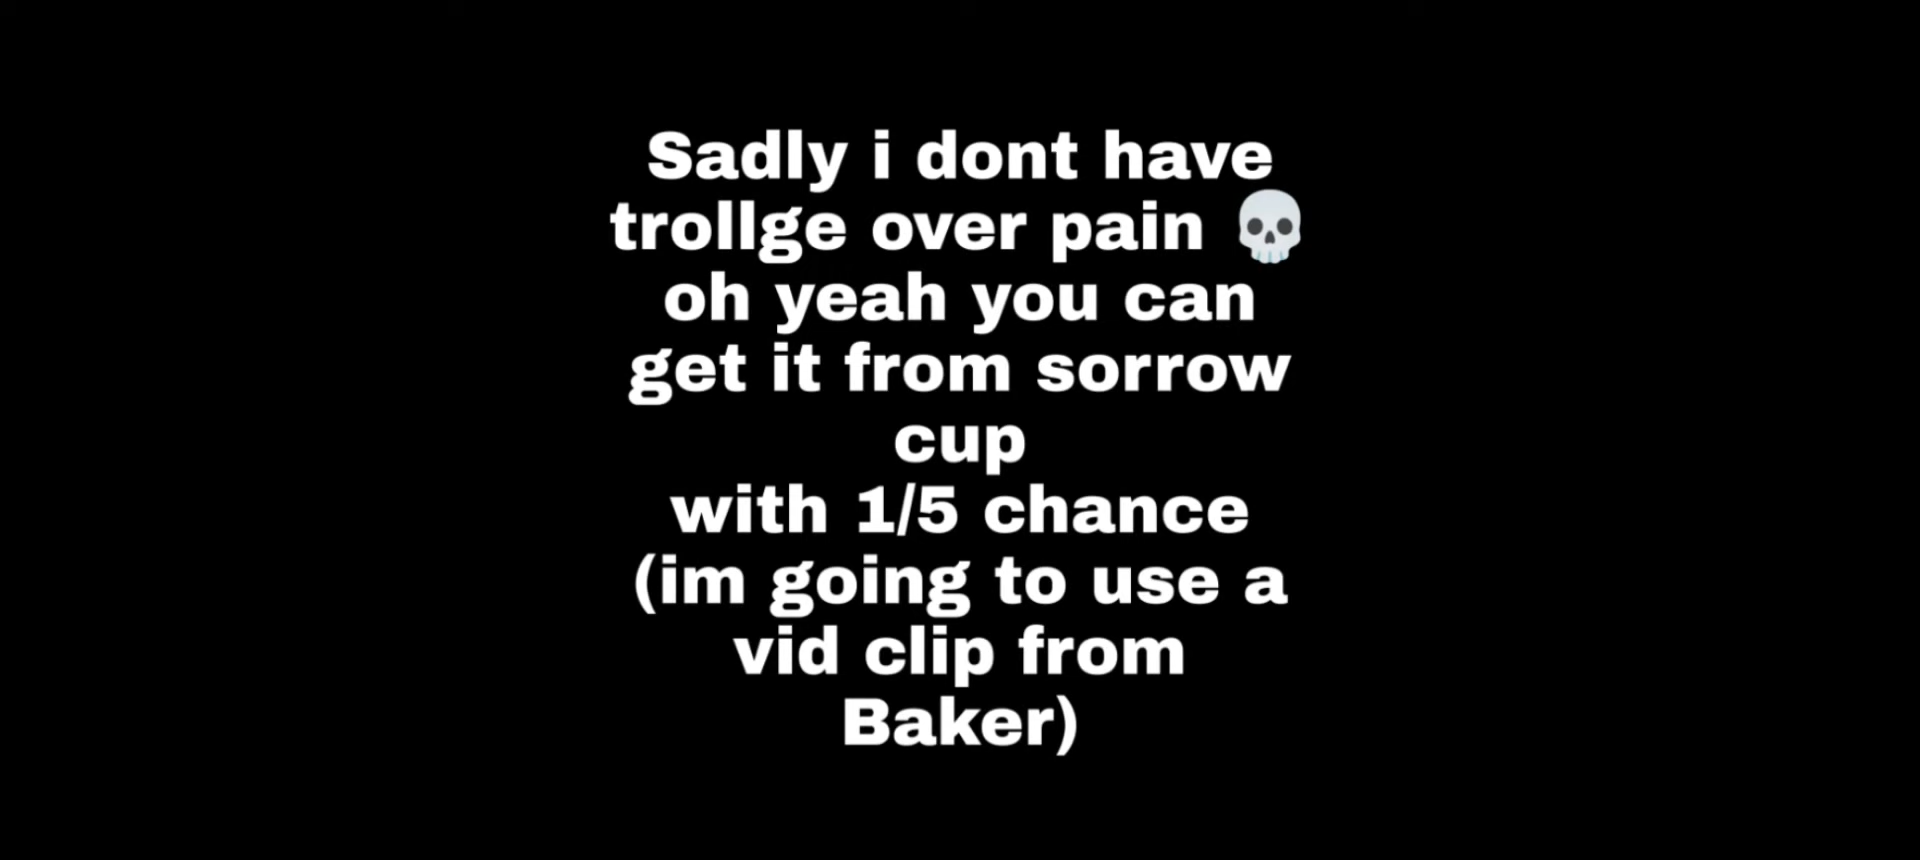 Sadly i dont have
trollge over pain 💀
oh yeah you can
get it from sorrow
cup
with 1/5 chance
(im going to use a
vid clip from
Baker)